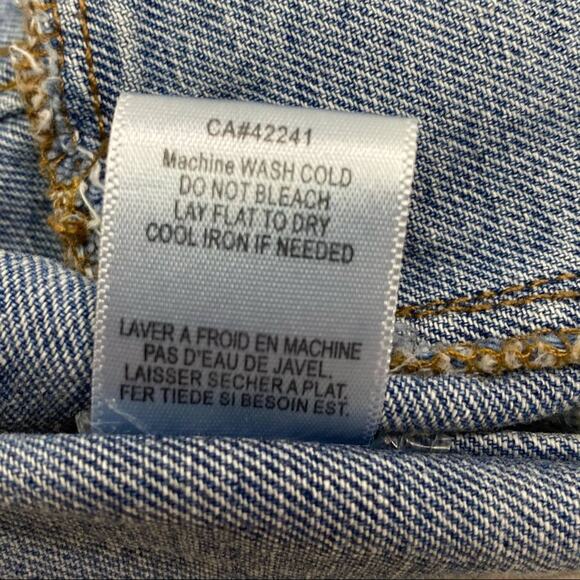 CA#42241
Machine WASH COLD
DO NOT BLEACH
LAY FLAT TO DRY
COOL IRON IF NEEDED
LAVER A FROID EN MACHINE
PAS D'EAU DE JAVEL.
LAISSER SECHER A PLAT.
FER TIEDE SI BESOIN EST.